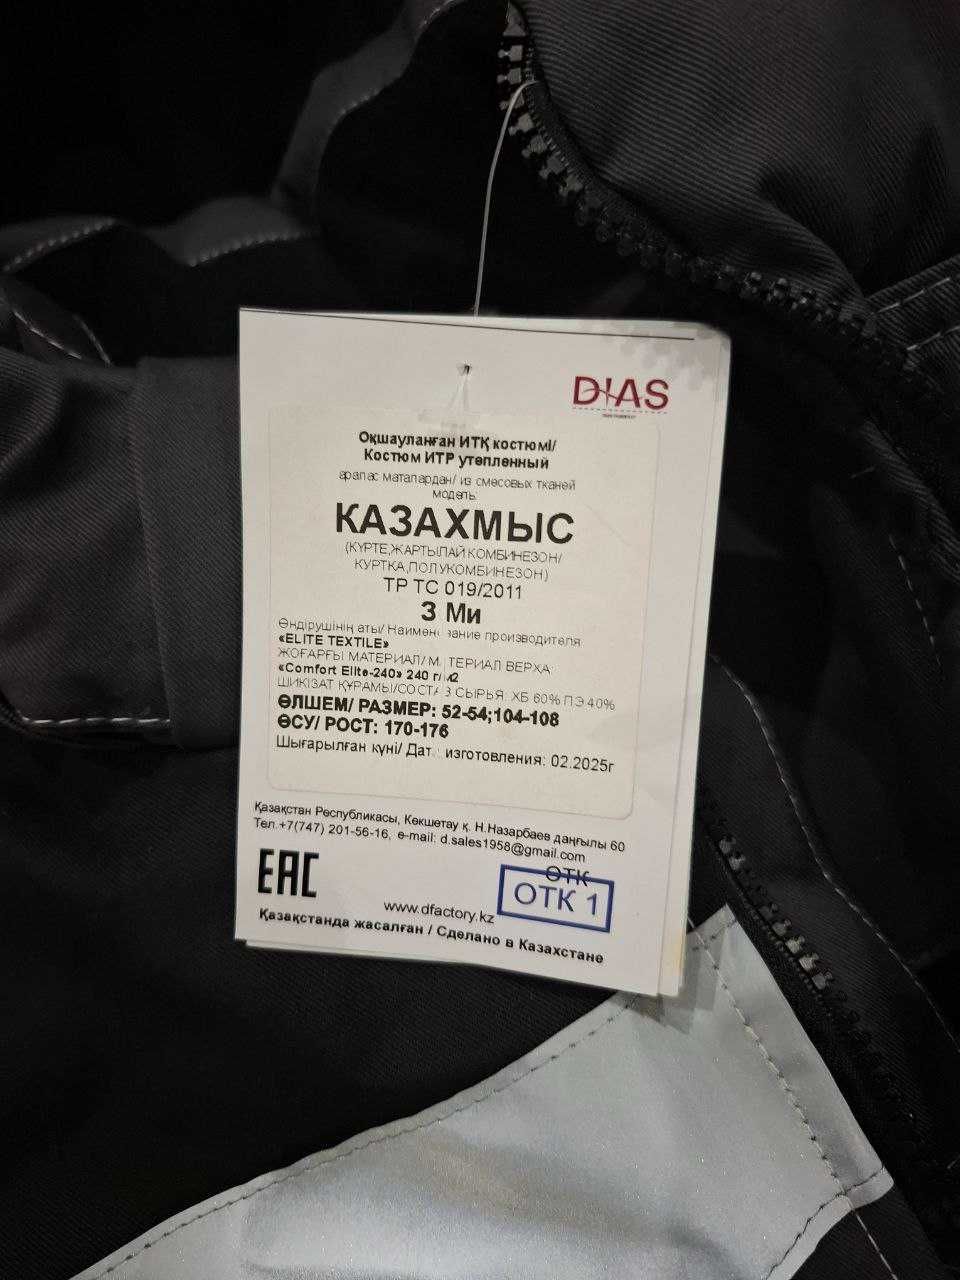 DIAS
Оқшауланған ИТҚ костюмі/
Костюм ИТР утепленный
аралас маталардан/ из смесовых тканей
модель:
КАЗАХМЫС
(КҮРТЕ,ЖАРТЫЛАЙ КОМБИНЕЗОН/
КУРТКА,ПОЛУКОМБИНЕЗОН)
ТР ТС 019/2011
З Ми
Өндірушінің аты/ Наименование производителя
«ELITE TEXTILE»
ЖОҒАРҒЫ МАТЕРИАЛ/ МАТЕРИАЛ ВЕРХА:
«Comfort Elite-240» 240 г/м2
ШИКІЗАТ ҚҰРАМЫ/СОСТАВ СЫРЬЯ: ХБ 60% ПЭ 40%
ӨЛШЕМ/ РАЗМЕР: 52-54;104-108
ӨСУ/ РОСТ: 170-176
Шығарылған күні/ Дата изготовления: 02.2025г
Қазақстан Республикасы, Көкшетау қ. Н.Назарбаев даңғылы 60
Тел.+7(747) 201-56-16, e-mail: d.sales1958@gmail.com
EAC
ӨТК
ОТК 1
www.dfactory.kz
Қазақстанда жасалған / Сделано в Казахстане